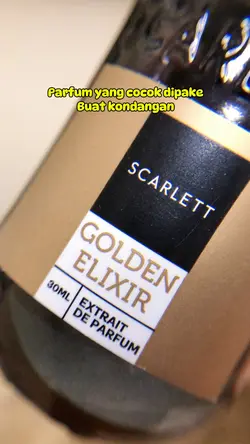 Parfum yang cocok dipake
Buat kondangan
SCARLETT
GOLDEN
ELIXIR
30ML
EXTRAIT
DE PARFUM